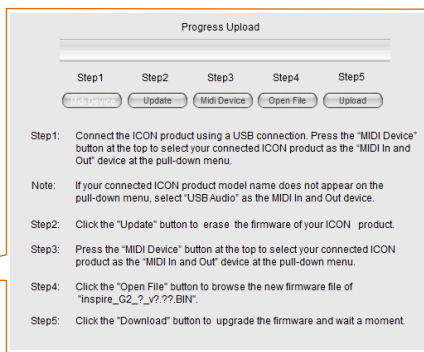 Progress Upload
Step1 Step2 Step3 Step4 Step5
Midi Device Update Midi Device Open File Upload
Step1: Connect the ICON product using a USB connection. Press the "MIDI Device"
button at the top to select your connected ICON product as the "MIDI In and
Out" device at the pull-down menu.
Note: If your connected ICON product model name does not appear on the
pull-down menu, select "USB Audio" as the MIDI In and Out device.
Step2: Click the "Update" button to erase the firmware of your ICON product.
Step3: Press the "MIDI Device" button at the top to select your connected ICON
product as the "MIDI In and Out" device at the pull-down menu.
Step4: Click the "Open File" button to browse the new firmware file of
"inspire_G2_?_v?.??.BIN".
Step5: Click the "Download" button to upgrade the firmware and wait a moment.